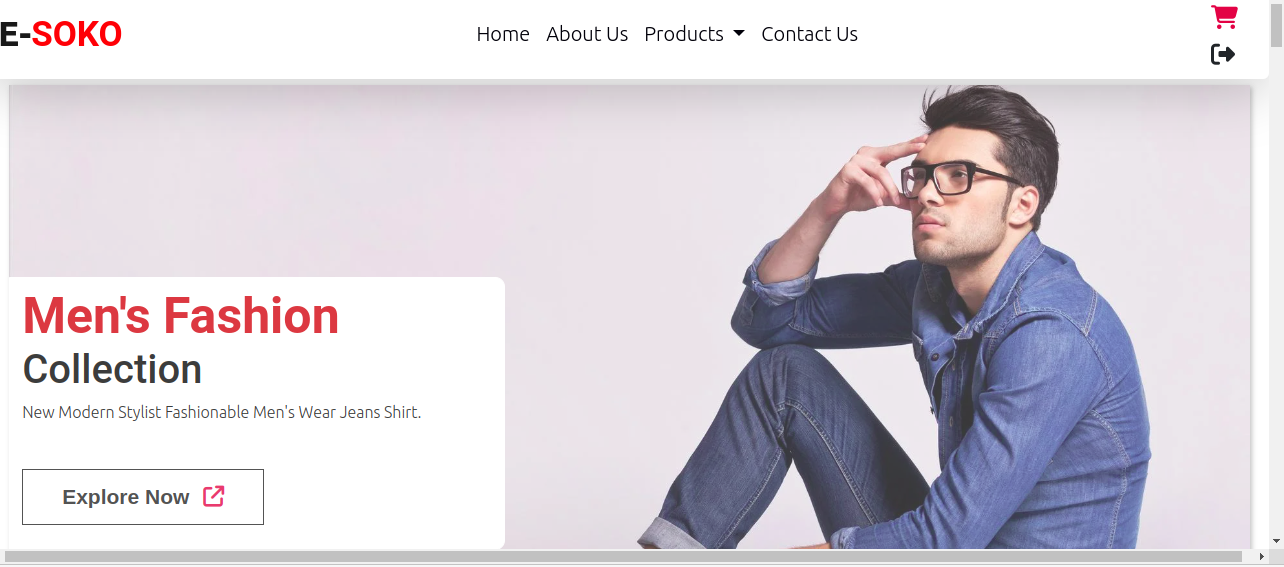 E-SOKO
Home About Us Products Contact Us
Men's Fashion
Collection
New Modern Stylist Fashionable Men's Wear Jeans Shirt.
Explore Now